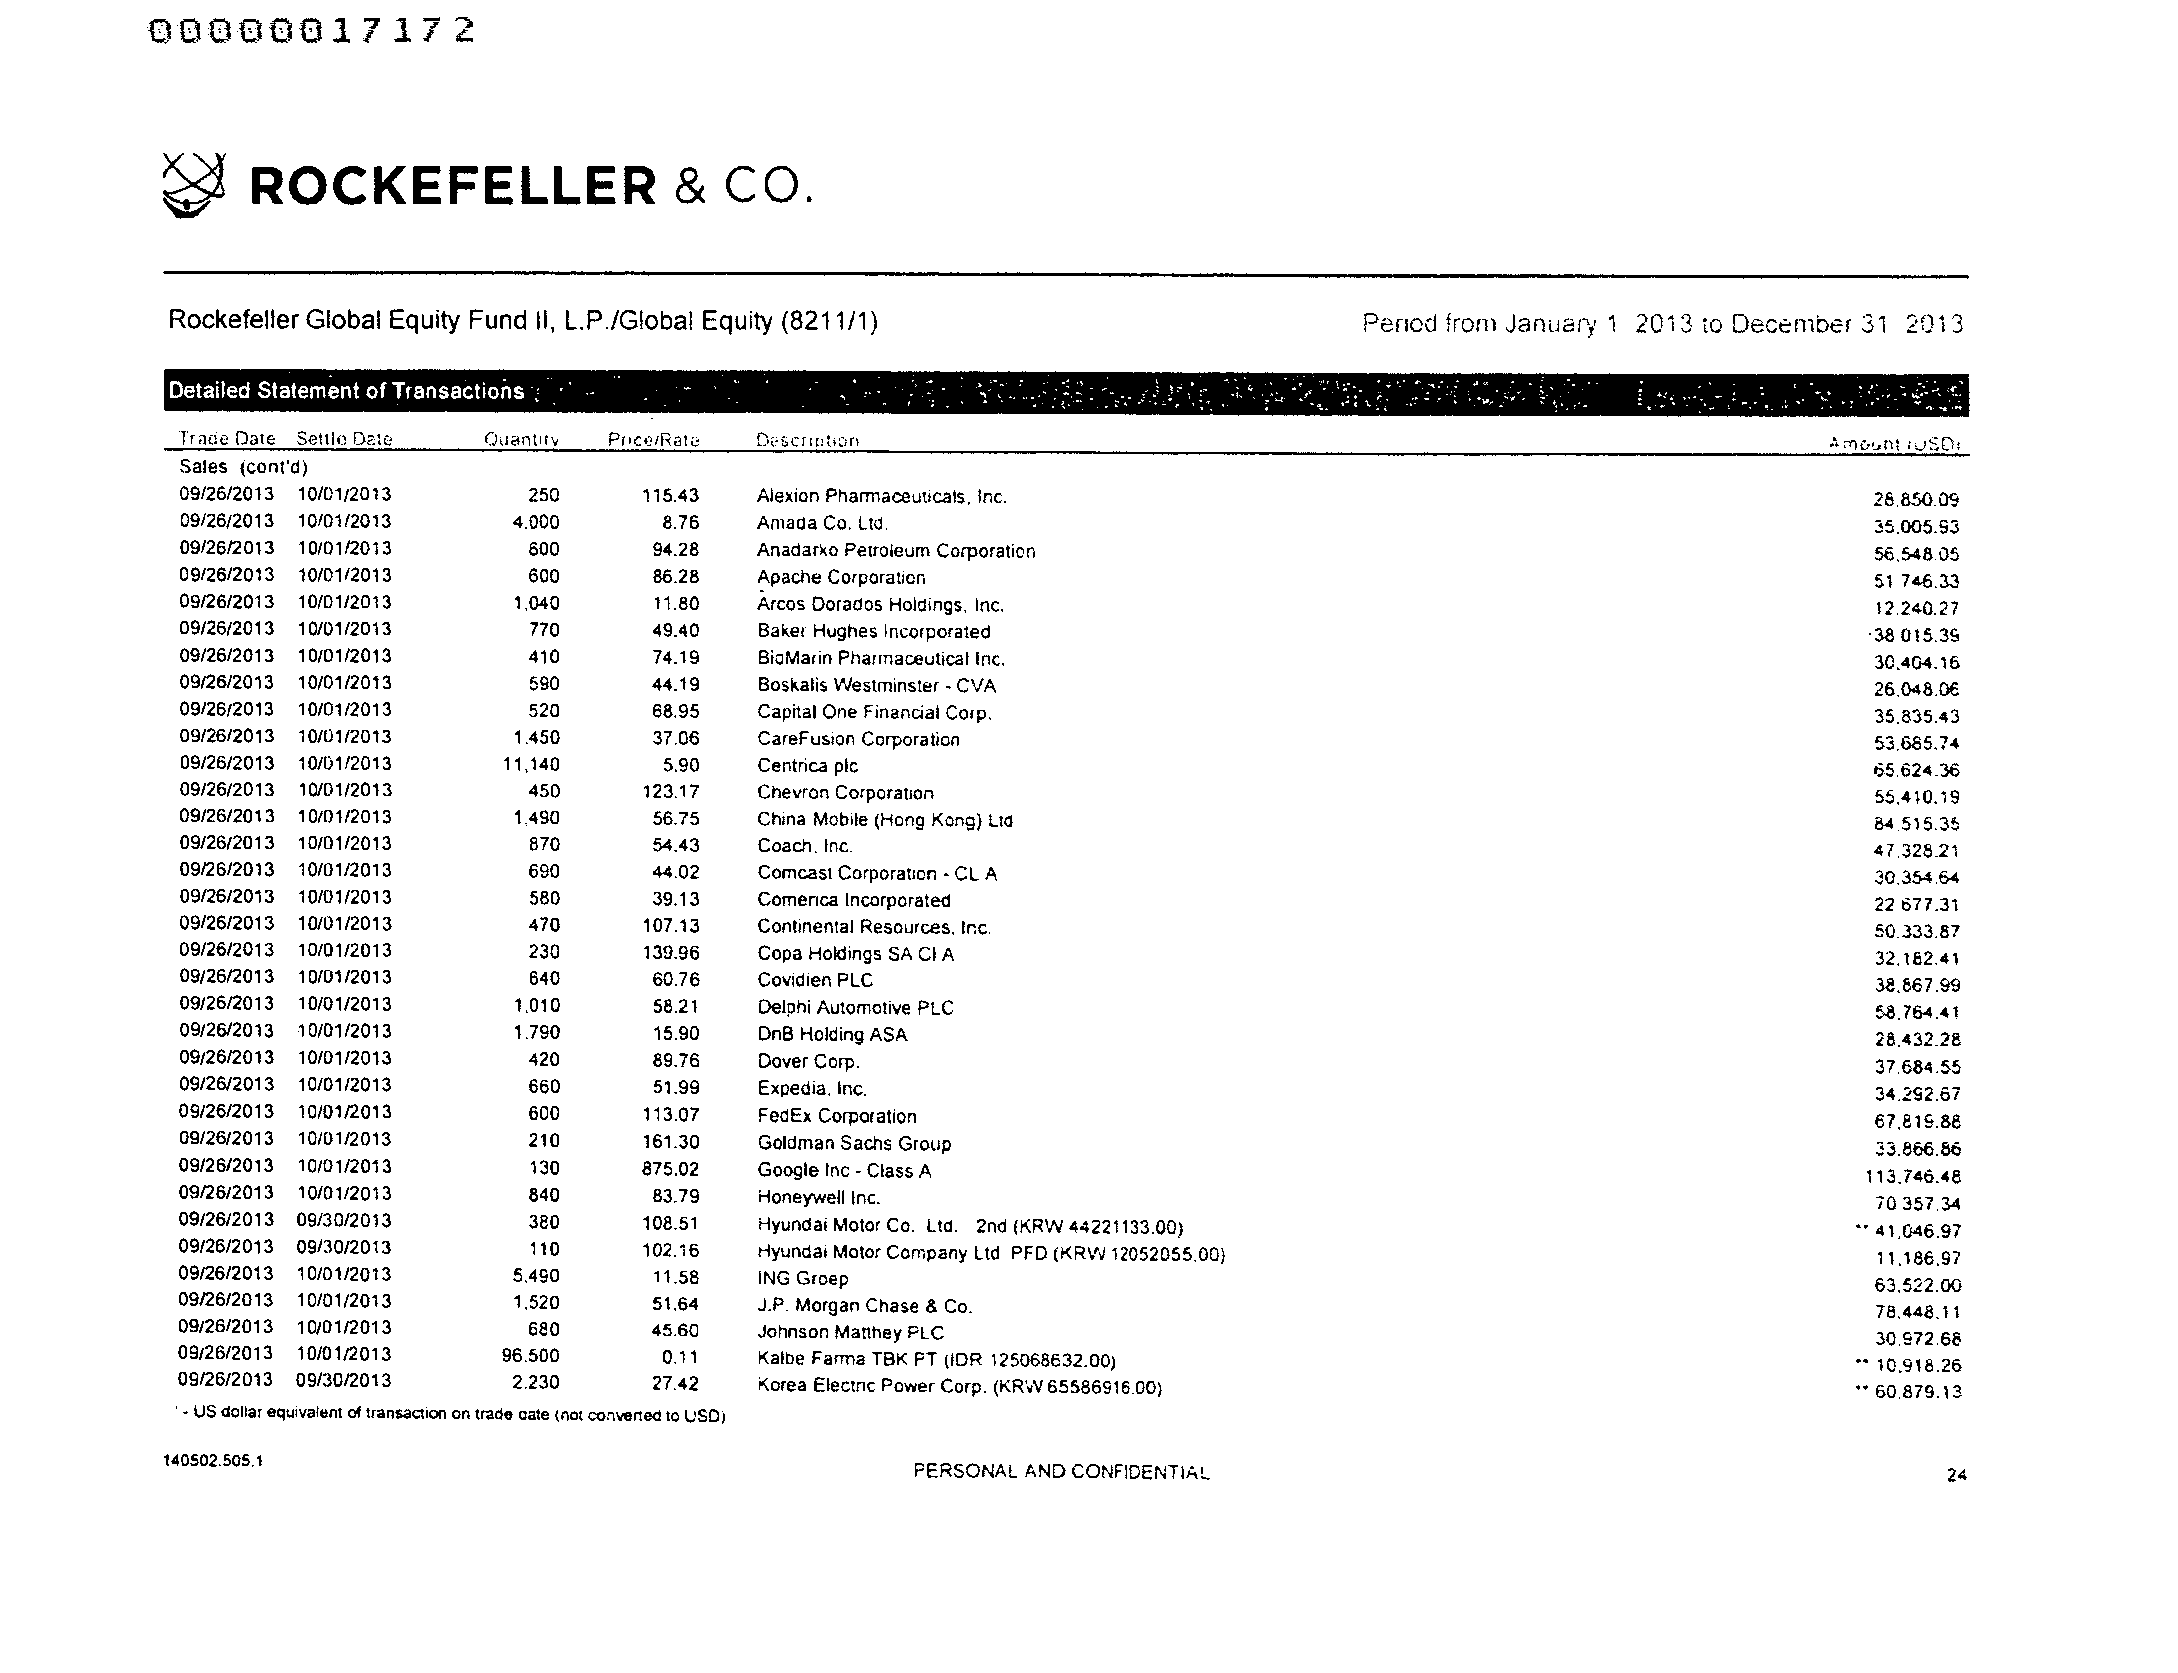 00000017172
ROCKEFELLER & CO.
Rockefeller Global Equity Fund II, L.P./Global Equity (8211/1) Period from January 1 2013 to December 31 2013
Detailed Statement of Transactions
Trade Date Settle Date Quantity Price/Rate Description Amount (USD)
Sales (cont'd)
09/26/2013 10/01/2013 250 115.43 Alexion Pharmaceuticals, Inc. 28,850.09
09/26/2013 10/01/2013 4,000 8.76 Amada Co. Ltd. 35,005.93
09/26/2013 10/01/2013 600 94.28 Anadarko Petroleum Corporation 56,548.05
09/26/2013 10/01/2013 600 86.28 Apache Corporation 51 746.33
09/26/2013 10/01/2013 1,040 11.80 Arcos Dorados Holdings, Inc. 12,240.27
09/26/2013 10/01/2013 770 49.40 Baker Hughes Incorporated 38 015.39
09/26/2013 10/01/2013 410 74.19 BioMarin Pharmaceutical Inc. 30,404.16
09/26/2013 10/01/2013 590 44.19 Boskalis Westminster - CVA 26,048.06
09/26/2013 10/01/2013 520 68.95 Capital One Financial Corp. 35,835.43
09/26/2013 10/01/2013 1,450 37.06 CareFusion Corporation 53,685.74
09/26/2013 10/01/2013 11,140 5.90 Centrica plc 65,624.36
09/26/2013 10/01/2013 450 123.17 Chevron Corporation 55,410.19
09/26/2013 10/01/2013 1,490 56.75 China Mobile (Hong Kong) Ltd 84,515.35
09/26/2013 10/01/2013 870 54.43 Coach, Inc. 47,328.21
09/26/2013 10/01/2013 690 44.02 Comcast Corporation - CL A 30,354.64
09/26/2013 10/01/2013 580 39.13 Comerica Incorporated 22 677.31
09/26/2013 10/01/2013 470 107.13 Continental Resources, Inc. 50,333.87
09/26/2013 10/01/2013 230 139.96 Copa Holdings SA Cl A 32,182.41
09/26/2013 10/01/2013 640 60.76 Covidien PLC 38,867.99
09/26/2013 10/01/2013 1,010 58.21 Delphi Automotive PLC 58,764.41
09/26/2013 10/01/2013 1,790 15.90 DnB Holding ASA 28,432.28
09/26/2013 10/01/2013 420 89.76 Dover Corp. 37,684.55
09/26/2013 10/01/2013 660 51.99 Expedia, Inc. 34,292.67
09/26/2013 10/01/2013 600 113.07 FedEx Corporation 67,819.88
09/26/2013 10/01/2013 210 161.30 Goldman Sachs Group 33,866.86
09/26/2013 10/01/2013 130 875.02 Google Inc - Class A 113,746.48
09/26/2013 10/01/2013 840 83.79 Honeywell Inc. 70 357.34
09/26/2013 09/30/2013 380 108.51 Hyundai Motor Co. Ltd. 2nd (KRW 44221133.00) ** 41,046.97
09/26/2013 09/30/2013 110 102.16 Hyundai Motor Company Ltd PFD (KRW 12052055.00) 11,186.97
09/26/2013 10/01/2013 5,490 11.58 ING Groep 63,522.00
09/26/2013 10/01/2013 1,520 51.64 J.P. Morgan Chase & Co. 78,448.11
09/26/2013 10/01/2013 680 45.60 Johnson Matthey PLC 30,972.68
09/26/2013 10/01/2013 96,500 0.11 Kalbe Farma TBK PT (IDR 125068632.00) ** 10,918.26
09/26/2013 09/30/2013 2,230 27.42 Korea Electric Power Corp. (KRW 65586916.00) ** 60,879.13
' - US dollar equivalent of transaction on trade date (not converted to USD)
140502.505.1 PERSONAL AND CONFIDENTIAL 24